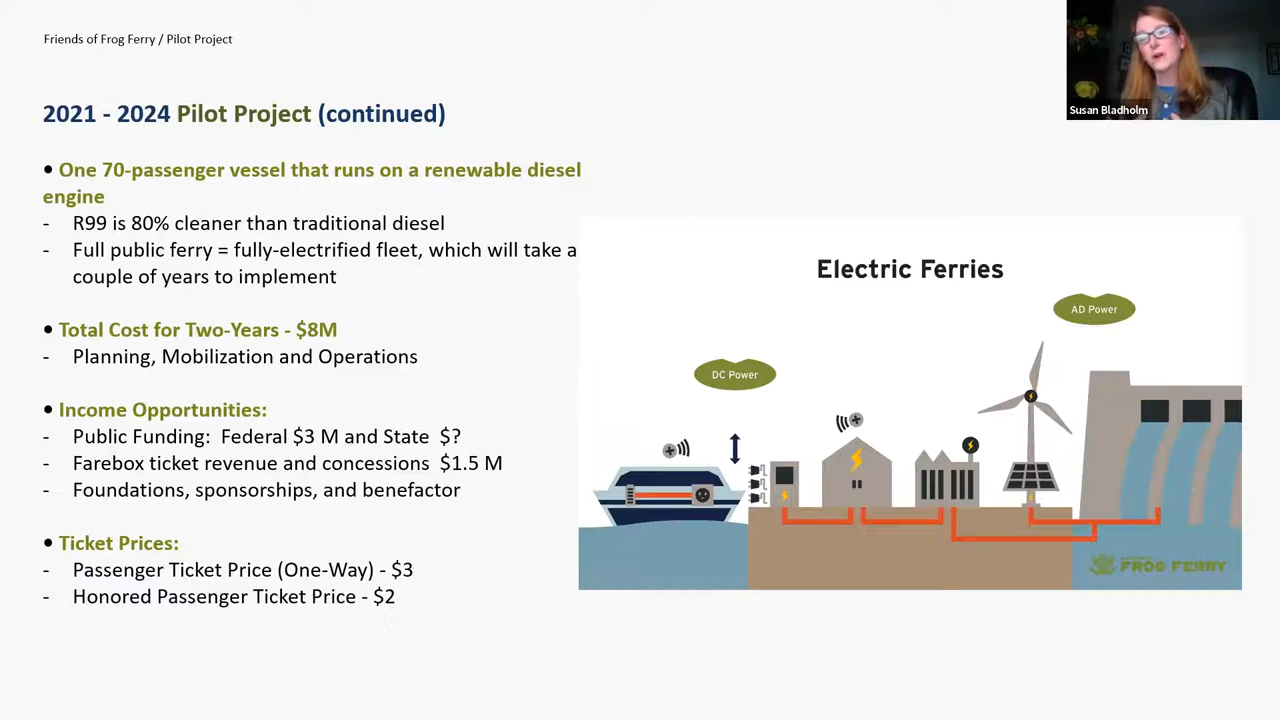 Friends of Frog Ferry / Pilot Project
Susan Bladholm
2021 - 2024 Pilot Project (continued)
• One 70-passenger vessel that runs on a renewable diesel
engine
- R99 is 80% cleaner than traditional diesel
- Full public ferry = fully-electrified fleet, which will take a
couple of years to implement
• Total Cost for Two-Years - $8M
- Planning, Mobilization and Operations
• Income Opportunities:
- Public Funding: Federal $3 M and State $?
- Farebox ticket revenue and concessions $1.5 M
- Foundations, sponsorships, and benefactor
• Ticket Prices:
- Passenger Ticket Price (One-Way) - $3
- Honored Passenger Ticket Price - $2
Electric Ferries
AD Power
DC Power
FROG FERRY